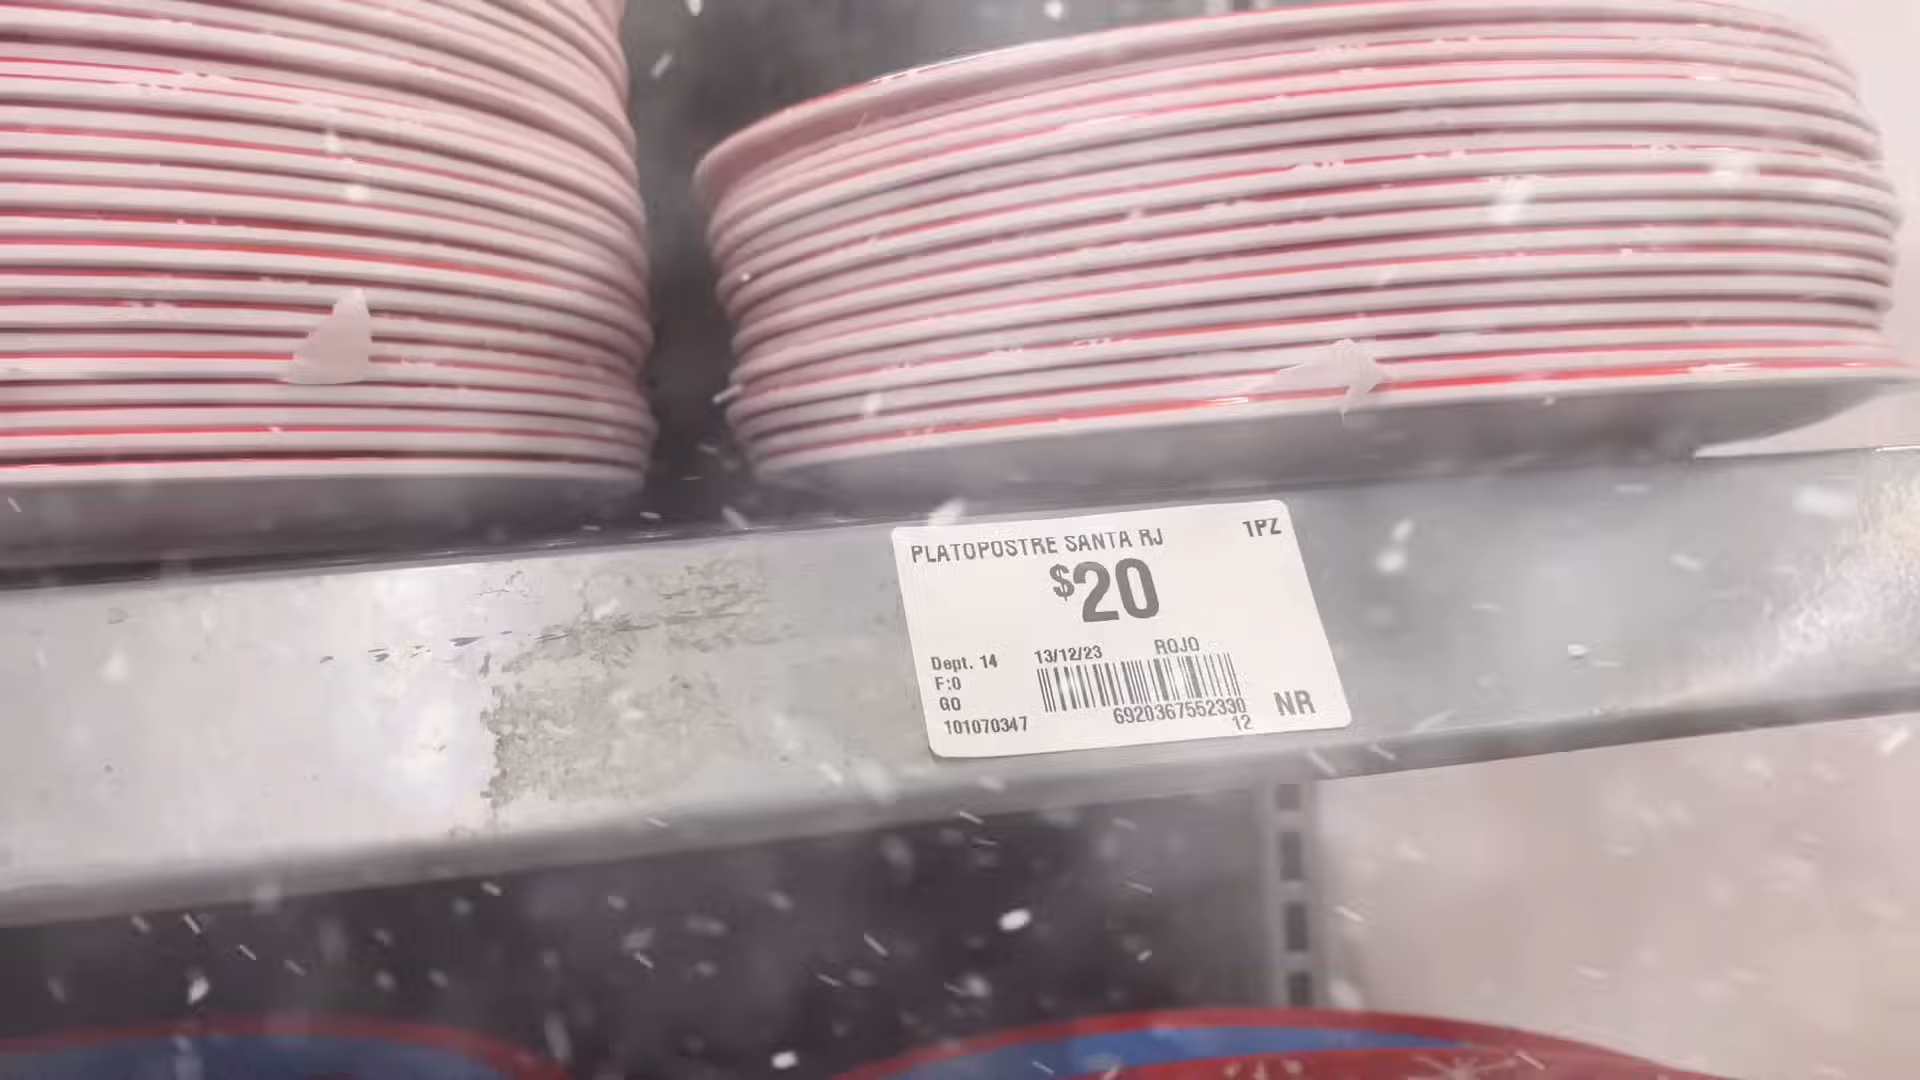 PLATOPOSTRE SANTA RJ 1PZ
$20
Dept. 14 13/12/23 ROJO
F:0
GO
101070347 6920367552330 NR
12